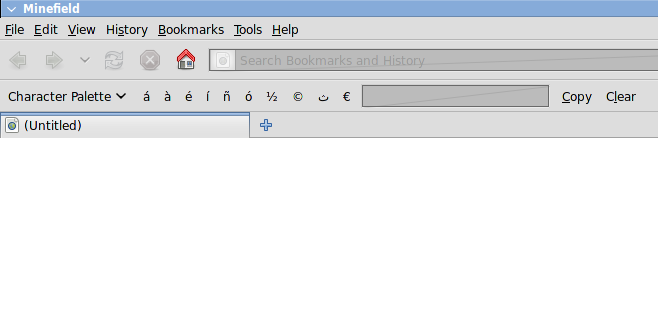 Minefield
File Edit View History Bookmarks Tools Help
Search Bookmarks and History
Character Palette á à é í ñ ó ½ © ث € Copy Clear
(Untitled)